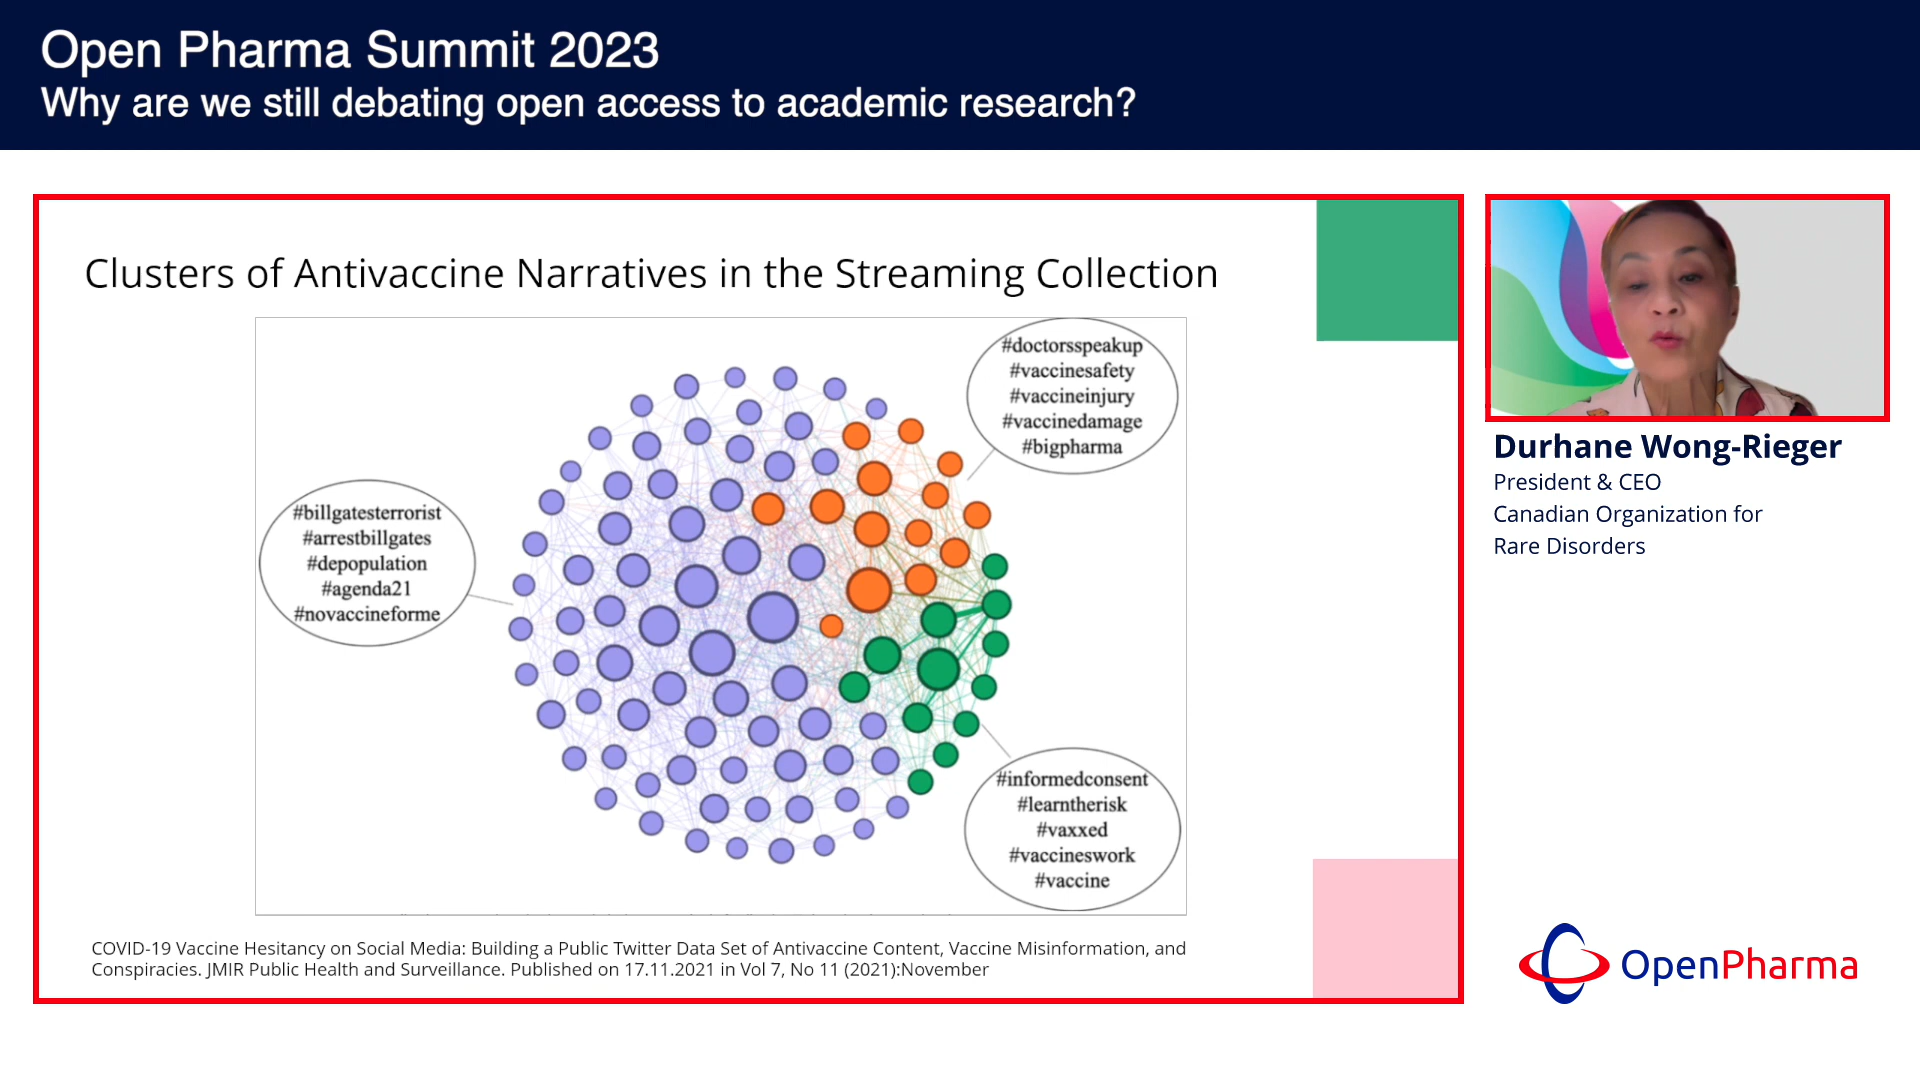 Open Pharma Summit 2023
Why are we still debating open access to academic research?
Clusters of Antivaccine Narratives in the Streaming Collection
#doctorsspeakup
#vaccinesafety
#vaccineinjury
#vaccinedamage
#bigpharma
#billgatesterrorist
#arrestbillgates
#depopulation
#agenda21
#novaccineforme
#informedconsent
#learntherisk
#vaxxed
#vaccineswork
#vaccine
COVID-19 Vaccine Hesitancy on Social Media: Building a Public Twitter Data Set of Antivaccine Content, Vaccine Misinformation, and
Conspiracies. JMIR Public Health and Surveillance. Published on 17.11.2021 in Vol 7, No 11 (2021):November
Durhane Wong-Rieger
President & CEO
Canadian Organization for
Rare Disorders
OpenPharma